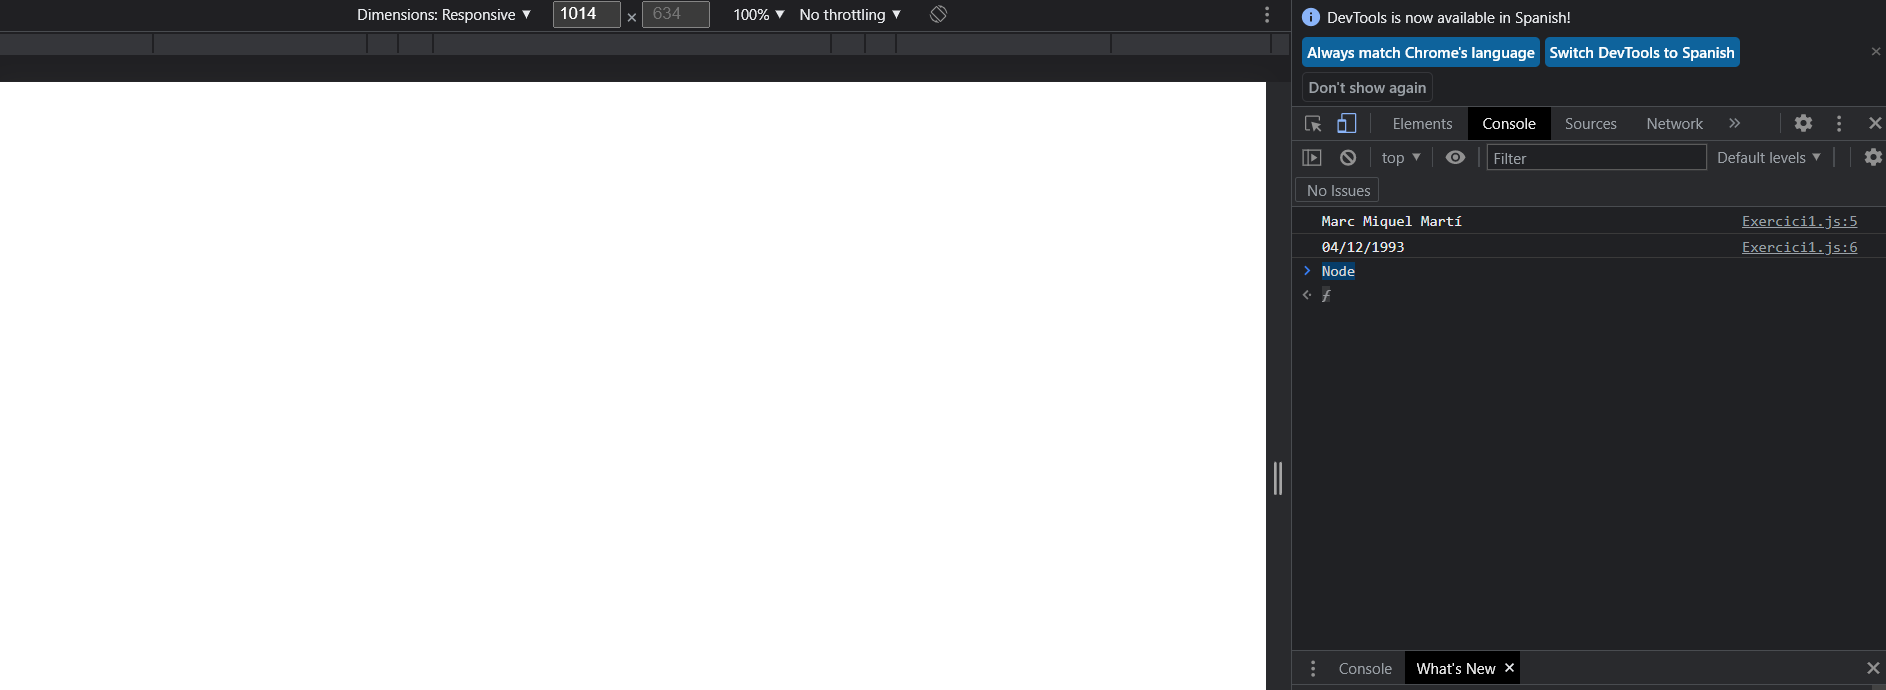 Dimensions: Responsive ▼ 1014 × 634 100% ▼ No throttling ▼
DevTools is now available in Spanish!
Always match Chrome's language Switch DevTools to Spanish ×
Don't show again
Elements Console Sources Network » ×
top ▼ Filter Default levels ▼
No Issues
Marc Miquel Martí Exercici1.js:5
04/12/1993 Exercici1.js:6
> Node
ƒ
Console What's New × ×